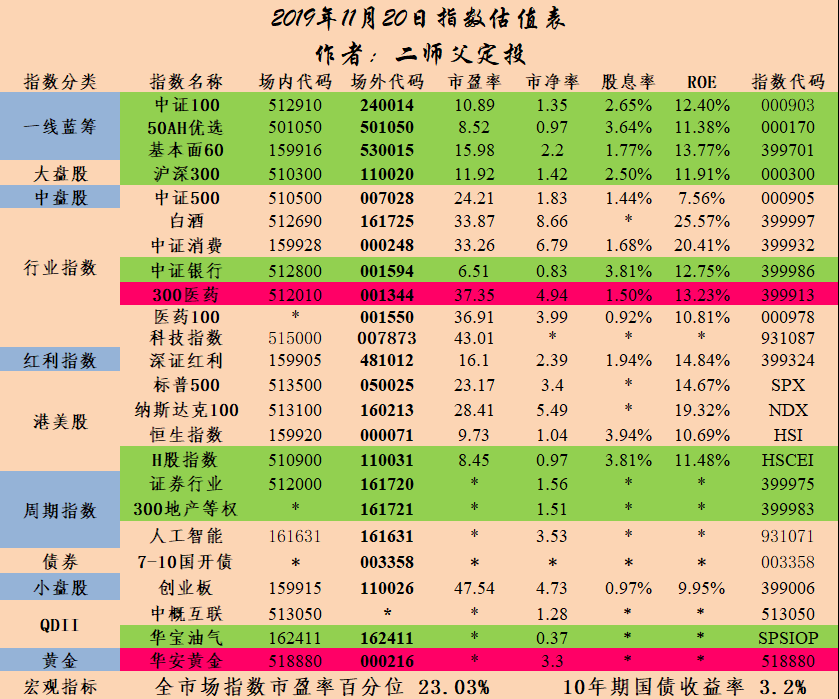 2019年11月20日指数估值表
作者：二师父定投
指数分类 指数名称 场内代码 场外代码 市盈率 市净率 股息率 ROE 指数代码
一线蓝筹 中证100 512910 240014 10.89 1.35 2.65% 12.40% 000903
50AH优选 501050 501050 8.52 0.97 3.64% 11.38% 000170
基本面60 159916 530015 15.98 2.2 1.77% 13.77% 399701
大盘股 沪深300 510300 110020 11.92 1.42 2.50% 11.91% 000300
中盘股 中证500 510500 007028 24.21 1.83 1.44% 7.56% 000905
行业指数 白酒 512690 161725 33.87 8.66 * 25.57% 399997
中证消费 159928 000248 33.26 6.79 1.68% 20.41% 399932
中证银行 512800 001594 6.51 0.83 3.81% 12.75% 399986
300医药 512010 001344 37.35 4.94 1.50% 13.23% 399913
医药100 * 001550 36.91 3.99 0.92% 10.81% 000978
科技指数 515000 007873 43.01 * * * 931087
红利指数 深证红利 159905 481012 16.1 2.39 1.94% 14.84% 399324
港美股 标普500 513500 050025 23.17 3.4 * 14.67% SPX
纳斯达克100 513100 160213 28.41 5.49 * 19.32% NDX
恒生指数 159920 000071 9.73 1.04 3.94% 10.69% HSI
H股指数 510900 110031 8.45 0.97 3.81% 11.48% HSCEI
周期指数 证券行业 512000 161720 * 1.56 * * 399975
300地产等权 * 161721 * 1.51 * * 399983
人工智能 161631 161631 * 3.53 * * 931071
债券 7-10国开债 * 003358 * * * * 003358
小盘股 创业板 159915 110026 47.54 4.73 0.97% 9.95% 399006
QDII 中概互联 513050 * * 1.28 * * 513050
华宝油气 162411 162411 * 0.37 * * SPSIOP
黄金 华安黄金 518880 000216 * 3.3 * * 518880
宏观指标 全市场指数市盈率百分位 23.03% 10年期国债收益率 3.2%